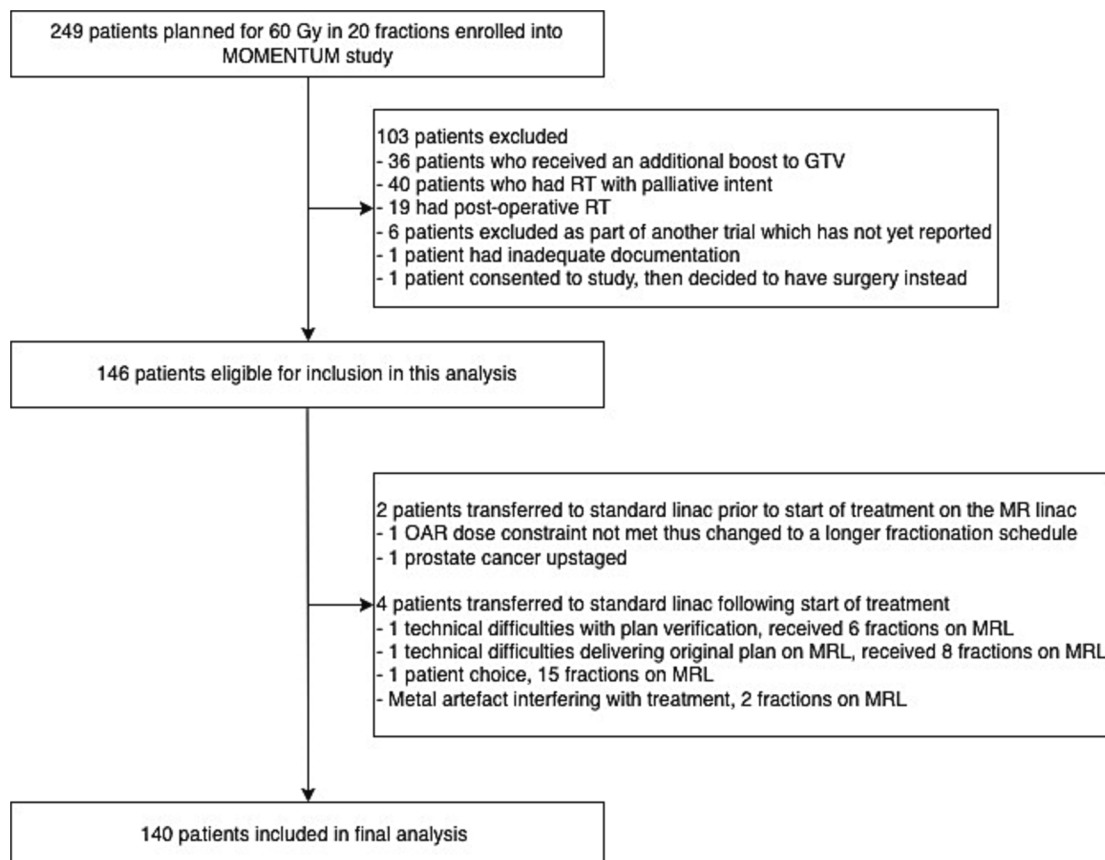 249 patients planned for 60 Gy in 20 fractions enrolled into
MOMENTUM study
103 patients excluded
- 36 patients who received an additional boost to GTV
- 40 patients who had RT with palliative intent
- 19 had post-operative RT
- 6 patients excluded as part of another trial which has not yet reported
- 1 patient had inadequate documentation
- 1 patient consented to study, then decided to have surgery instead
146 patients eligible for inclusion in this analysis
2 patients transferred to standard linac prior to start of treatment on the MR linac
- 1 OAR dose constraint not met thus changed to a longer fractionation schedule
- 1 prostate cancer upstaged
4 patients transferred to standard linac following start of treatment
- 1 technical difficulties with plan verification, received 6 fractions on MRL
- 1 technical difficulties delivering original plan on MRL, received 8 fractions on MRL
- 1 patient choice, 15 fractions on MRL
- Metal artefact interfering with treatment, 2 fractions on MRL
140 patients included in final analysis